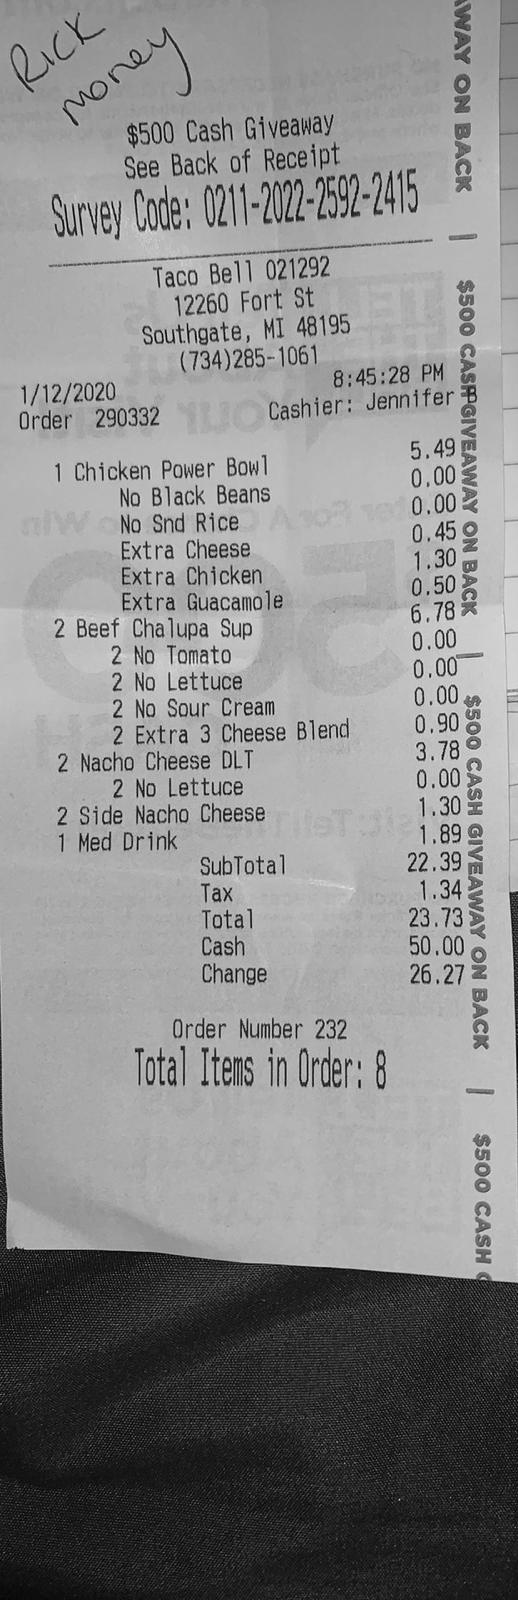 Rick
money
$500 Cash Giveaway
See Back of Receipt
Survey Code: 0211-2022-2592-2415
Taco Bell 021292
12260 Fort St
Southgate, MI 48195
(734)285-1061
1/12/2020 8:45:28 PM
Order 290332 Cashier: Jennifer B
1 Chicken Power Bowl 5.49
No Black Beans 0.00
No Snd Rice 0.00
Extra Cheese 0.45
Extra Chicken 1.30
Extra Guacamole 0.50
2 Beef Chalupa Sup 6.78
2 No Tomato 0.00
2 No Lettuce 0.00
2 No Sour Cream 0.00
2 Extra 3 Cheese Blend 0.90
2 Nacho Cheese DLT 3.78
2 No Lettuce 0.00
2 Side Nacho Cheese 1.30
1 Med Drink 1.89
SubTotal 22.39
Tax 1.34
Total 23.73
Cash 50.00
Change 26.27
Order Number 232
Total Items in Order: 8
AWAY ON BACK | $500 CASH GIVEAWAY ON BACK | $500 CASH GIVEAWAY ON BACK | $500 CASH